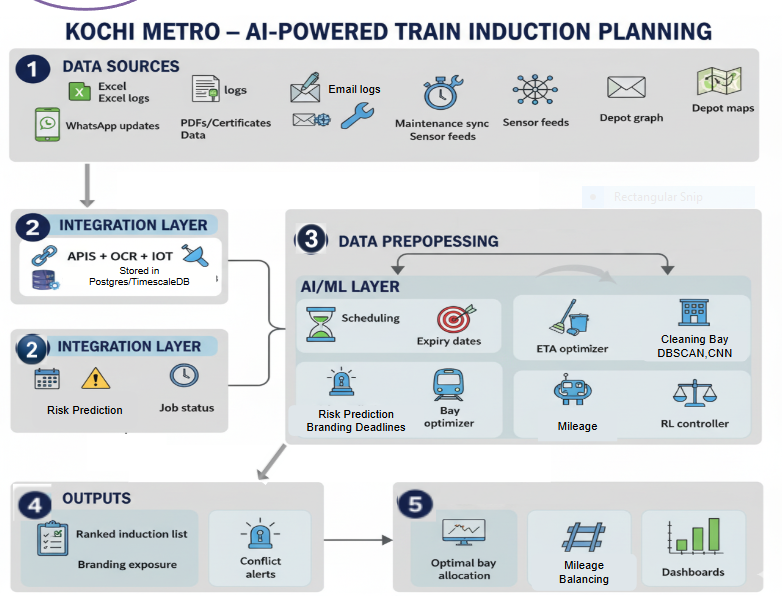 KOCHI METRO – AI-POWERED TRAIN INDUCTION PLANNING
1
DATA SOURCES
Excel
Excel logs
WhatsApp updates
logs
PDFs/Certificates
Data
Email logs
Maintenance sync
Sensor feeds
Sensor feeds
Depot graph
Depot maps
Rectangular Snip
2
INTEGRATION LAYER
APIS + OCR + IOT
Stored in
Postgres/TimescaleDB
2
INTEGRATION LAYER
Risk Prediction
Job status
3
DATA PREPOPESSING
AI/ML LAYER
Scheduling
Expiry dates
ETA optimizer
Cleaning Bay
DBSCAN,CNN
Risk Prediction
Branding Deadlines
Bay
optimizer
Mileage
RL controller
4
OUTPUTS
Ranked induction list
Branding exposure
Conflict
alerts
5
Optimal bay
allocation
Mileage
Balancing
Dashboards